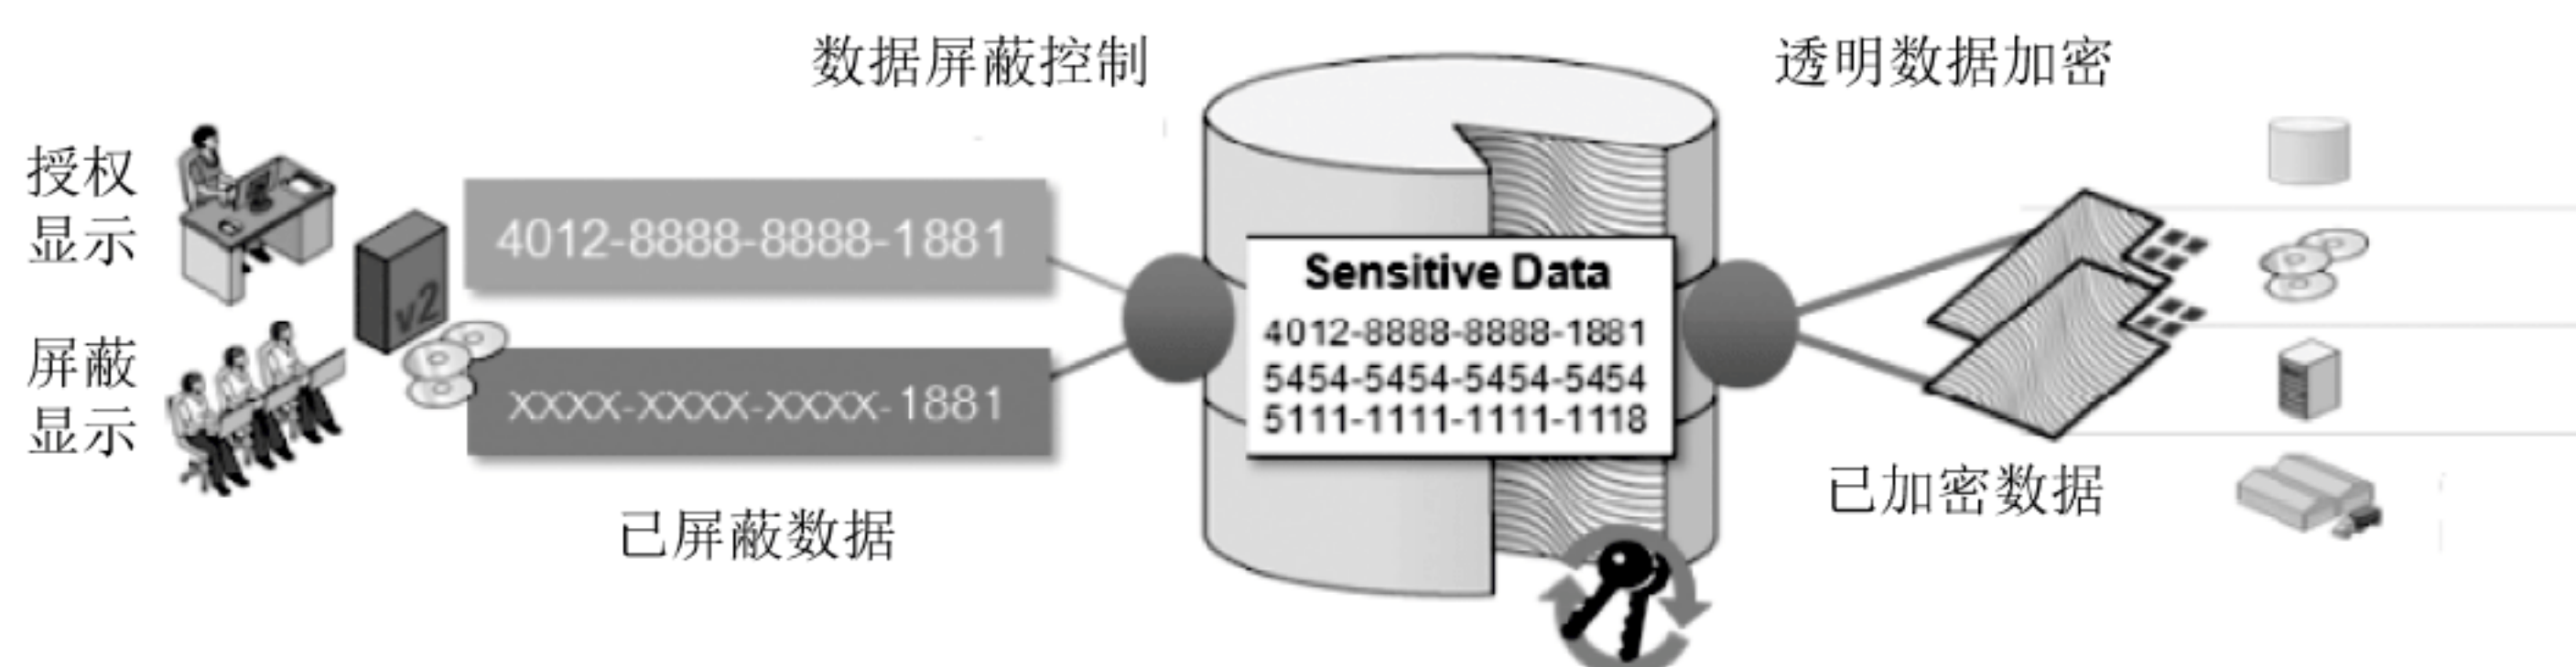 数据屏蔽控制
透明数据加密
授权
显示
4012-8888-8888-1881
v2
屏蔽
显示
xxxx-xxxx-xxxx-1881
已屏蔽数据
Sensitive Data
4012-8888-8888-1881
5454-5454-5454-5454
5111-1111-1111-1118
已加密数据